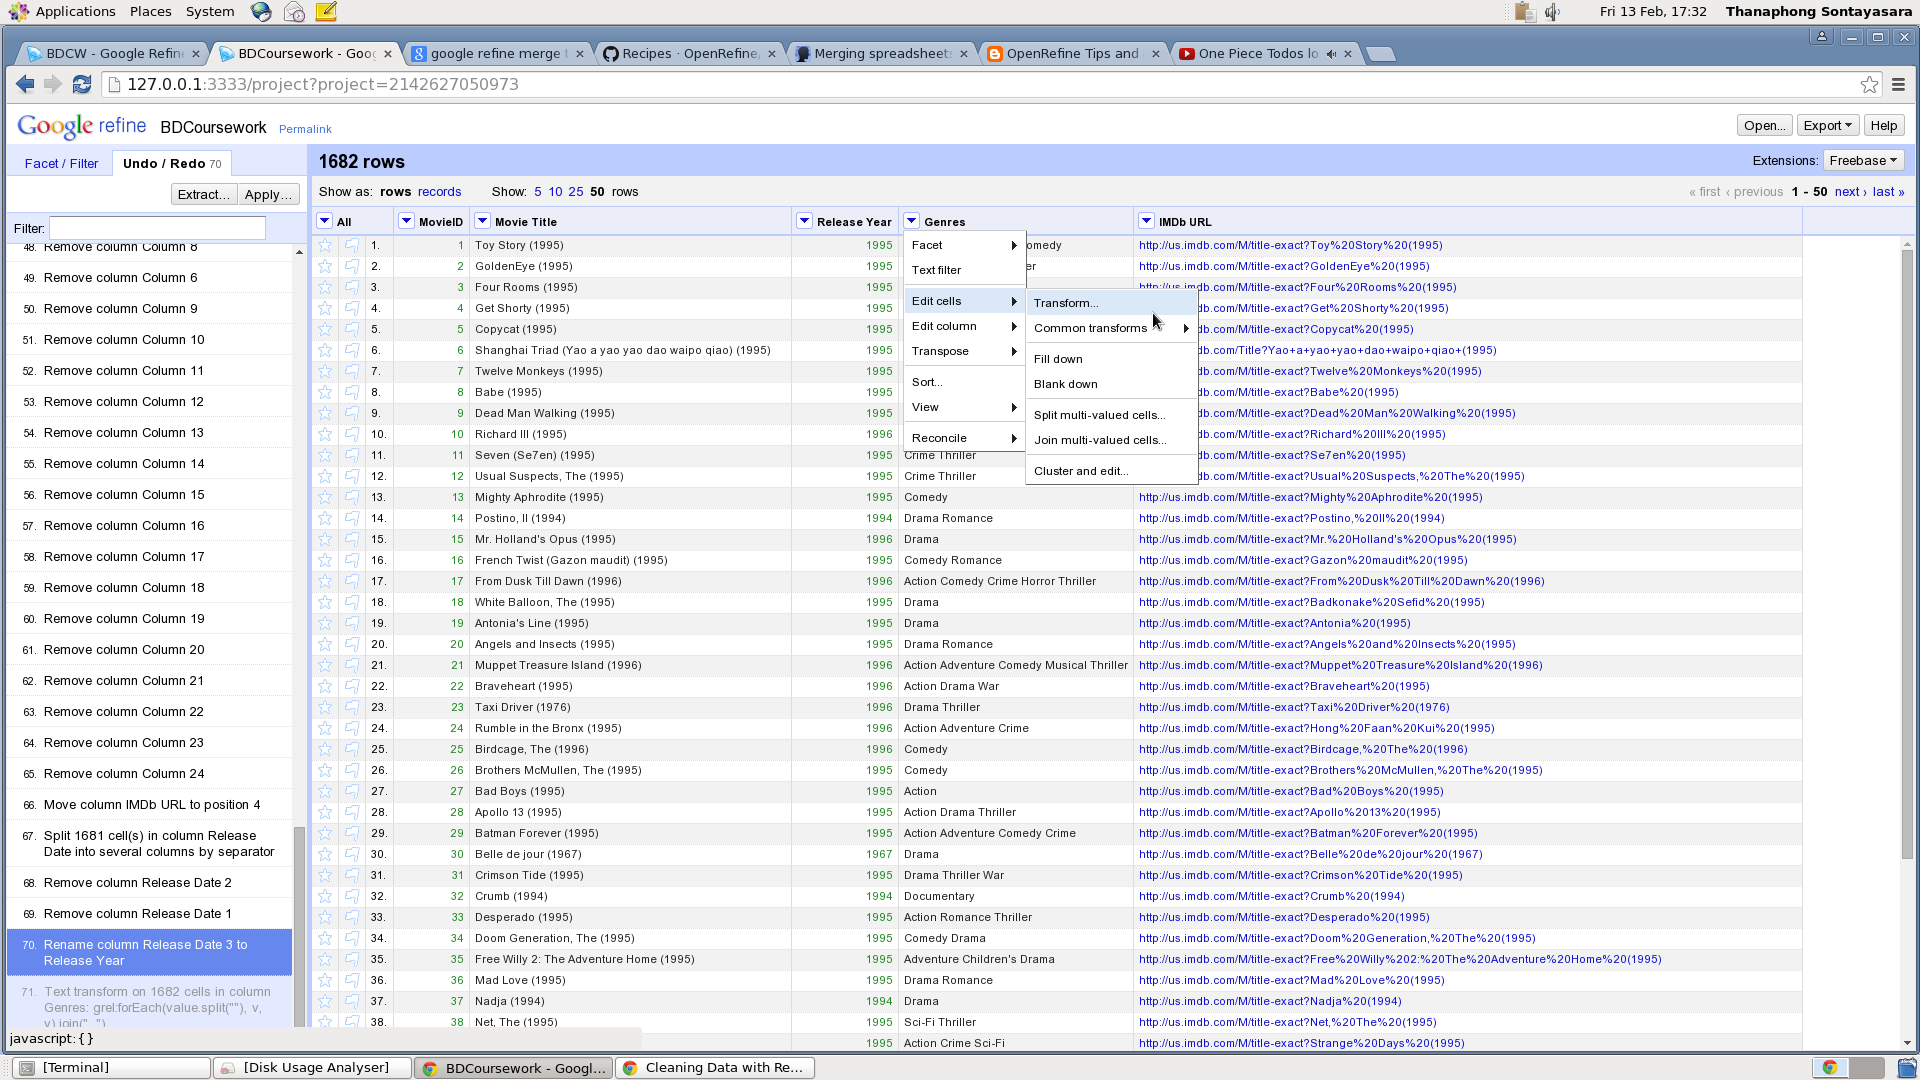 Applications Places System Fri 13 Feb, 17:32 Thanaphong Sontayasara
BDCW - Google Refin BDCoursework - Goog google refine merge t Recipes · OpenRefine Merging spreadsheet OpenRefine Tips and One Piece Todos lo
127.0.0.1:3333/project?project=2142627050973
Google refine BDCoursework Permalink Open... Export Help
Facet / Filter Undo / Redo 70 1682 rows Extensions: Freebase
Extract... Apply... Show as: rows records Show: 5 10 25 50 rows « first ‹ previous 1 - 50 next › last »
Filter:
All MovieID Movie Title Release Year Genres IMDb URL
48. Remove column Column 8
49. Remove column Column 6
50. Remove column Column 9
51. Remove column Column 10
52. Remove column Column 11
53. Remove column Column 12
54. Remove column Column 13
55. Remove column Column 14
56. Remove column Column 15
57. Remove column Column 16
58. Remove column Column 17
59. Remove column Column 18
60. Remove column Column 19
61. Remove column Column 20
62. Remove column Column 21
63. Remove column Column 22
64. Remove column Column 23
65. Remove column Column 24
66. Move column IMDb URL to position 4
67. Split 1681 cell(s) in column Release
Date into several columns by separator
68. Remove column Release Date 2
69. Remove column Release Date 1
70. Rename column Release Date 3 to
Release Year
71. Text transform on 1682 cells in column
Genres: grel:forEach(value.split(""), v,
v).join(" ")
javascript:{}
1. 1 Toy Story (1995) 1995 omedy http://us.imdb.com/M/title-exact?Toy%20Story%20(1995)
2. 2 GoldenEye (1995) 1995 er http://us.imdb.com/M/title-exact?GoldenEye%20(1995)
3. 3 Four Rooms (1995) 1995 http://us.imdb.com/M/title-exact?Four%20Rooms%20(1995)
4. 4 Get Shorty (1995) 1995 db.com/M/title-exact?Get%20Shorty%20(1995)
5. 5 Copycat (1995) 1995 db.com/M/title-exact?Copycat%20(1995)
6. 6 Shanghai Triad (Yao a yao yao dao waipo qiao) (1995) 1995 db.com/Title?Yao+a+yao+yao+dao+waipo+qiao+(1995)
7. 7 Twelve Monkeys (1995) 1995 db.com/M/title-exact?Twelve%20Monkeys%20(1995)
8. 8 Babe (1995) 1995 db.com/M/title-exact?Babe%20(1995)
9. 9 Dead Man Walking (1995) 1995 db.com/M/title-exact?Dead%20Man%20Walking%20(1995)
10. 10 Richard III (1995) 1996 db.com/M/title-exact?Richard%20III%20(1995)
11. 11 Seven (Se7en) (1995) 1995 Crime Thriller db.com/M/title-exact?Se7en%20(1995)
12. 12 Usual Suspects, The (1995) 1995 Crime Thriller db.com/M/title-exact?Usual%20Suspects,%20The%20(1995)
13. 13 Mighty Aphrodite (1995) 1995 Comedy http://us.imdb.com/M/title-exact?Mighty%20Aphrodite%20(1995)
14. 14 Postino, Il (1994) 1994 Drama Romance http://us.imdb.com/M/title-exact?Postino,%20Il%20(1994)
15. 15 Mr. Holland's Opus (1995) 1996 Drama http://us.imdb.com/M/title-exact?Mr.%20Holland's%20Opus%20(1995)
16. 16 French Twist (Gazon maudit) (1995) 1995 Comedy Romance http://us.imdb.com/M/title-exact?Gazon%20maudit%20(1995)
17. 17 From Dusk Till Dawn (1996) 1996 Action Comedy Crime Horror Thriller http://us.imdb.com/M/title-exact?From%20Dusk%20Till%20Dawn%20(1996)
18. 18 White Balloon, The (1995) 1995 Drama http://us.imdb.com/M/title-exact?Badkonake%20Sefid%20(1995)
19. 19 Antonia's Line (1995) 1995 Drama http://us.imdb.com/M/title-exact?Antonia%20(1995)
20. 20 Angels and Insects (1995) 1995 Drama Romance http://us.imdb.com/M/title-exact?Angels%20and%20Insects%20(1995)
21. 21 Muppet Treasure Island (1996) 1996 Action Adventure Comedy Musical Thriller http://us.imdb.com/M/title-exact?Muppet%20Treasure%20Island%20(1996)
22. 22 Braveheart (1995) 1996 Action Drama War http://us.imdb.com/M/title-exact?Braveheart%20(1995)
23. 23 Taxi Driver (1976) 1996 Drama Thriller http://us.imdb.com/M/title-exact?Taxi%20Driver%20(1976)
24. 24 Rumble in the Bronx (1995) 1996 Action Adventure Crime http://us.imdb.com/M/title-exact?Hong%20Faan%20Kui%20(1995)
25. 25 Birdcage, The (1996) 1996 Comedy http://us.imdb.com/M/title-exact?Birdcage,%20The%20(1996)
26. 26 Brothers McMullen, The (1995) 1995 Comedy http://us.imdb.com/M/title-exact?Brothers%20McMullen,%20The%20(1995)
27. 27 Bad Boys (1995) 1995 Action http://us.imdb.com/M/title-exact?Bad%20Boys%20(1995)
28. 28 Apollo 13 (1995) 1995 Action Drama Thriller http://us.imdb.com/M/title-exact?Apollo%2013%20(1995)
29. 29 Batman Forever (1995) 1995 Action Adventure Comedy Crime http://us.imdb.com/M/title-exact?Batman%20Forever%20(1995)
30. 30 Belle de jour (1967) 1967 Drama http://us.imdb.com/M/title-exact?Belle%20de%20jour%20(1967)
31. 31 Crimson Tide (1995) 1995 Drama Thriller War http://us.imdb.com/M/title-exact?Crimson%20Tide%20(1995)
32. 32 Crumb (1994) 1994 Documentary http://us.imdb.com/M/title-exact?Crumb%20(1994)
33. 33 Desperado (1995) 1995 Action Romance Thriller http://us.imdb.com/M/title-exact?Desperado%20(1995)
34. 34 Doom Generation, The (1995) 1995 Comedy Drama http://us.imdb.com/M/title-exact?Doom%20Generation,%20The%20(1995)
35. 35 Free Willy 2: The Adventure Home (1995) 1995 Adventure Children's Drama http://us.imdb.com/M/title-exact?Free%20Willy%202:%20The%20Adventure%20Home%20(1995)
36. 36 Mad Love (1995) 1995 Drama Romance http://us.imdb.com/M/title-exact?Mad%20Love%20(1995)
37. 37 Nadja (1994) 1994 Drama http://us.imdb.com/M/title-exact?Nadja%20(1994)
38. 38 Net, The (1995) 1995 Sci-Fi Thriller http://us.imdb.com/M/title-exact?Net,%20The%20(1995)
1995 Action Crime Sci-Fi http://us.imdb.com/M/title-exact?Strange%20Days%20(1995)
Facet
Text filter
Edit cells
Edit column
Transpose
Sort...
View
Reconcile
Transform...
Common transforms
Fill down
Blank down
Split multi-valued cells...
Join multi-valued cells...
Cluster and edit...
[Terminal] [Disk Usage Analyser] BDCoursework - Googl... Cleaning Data with Re...